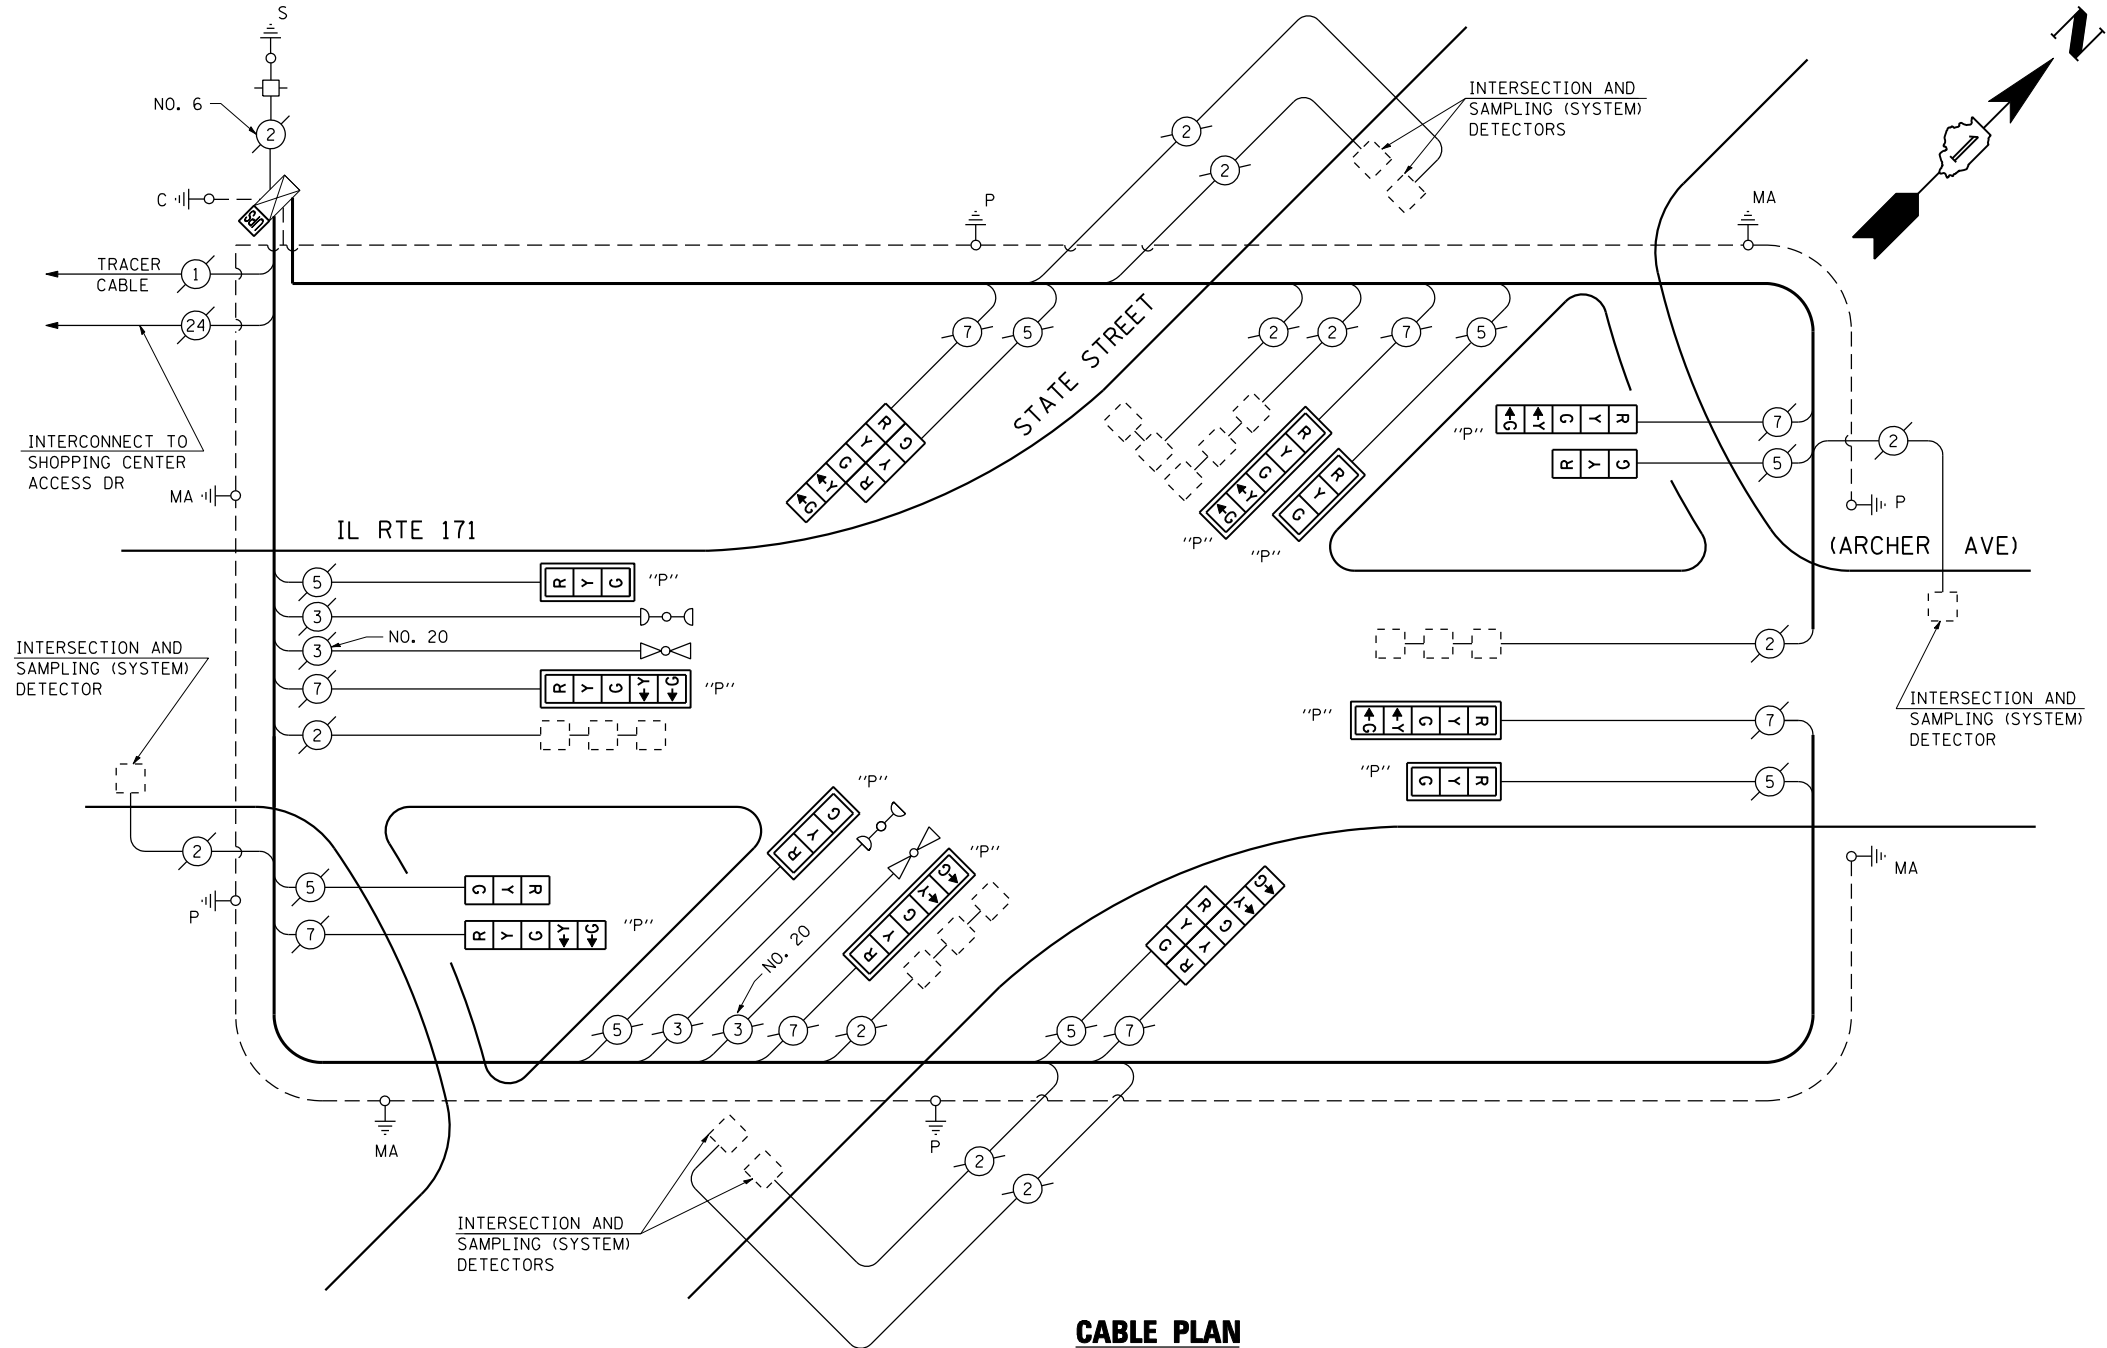 S
N
NO. 6
2
INTERSECTION AND
SAMPLING (SYSTEM)
DETECTORS
2
2
1
C
UPS
P
MA
TRACER
CABLE
1
24
7
5
2
2
7
5
STATE STREET
INTERCONNECT TO
SHOPPING CENTER
ACCESS DR
MA
R Y G Y G
G Y R
R Y G Y G
"P"
R Y G
"P"
G Y G Y R
"P"
7
R Y G
5
2
P
IL RTE 171
(ARCHER AVE)
5
R Y G
"P"
3
3
NO. 20
7
R Y G Y G
"P"
2
INTERSECTION AND
SAMPLING (SYSTEM)
DETECTOR
2
INTERSECTION AND
SAMPLING (SYSTEM)
DETECTOR
"P"
G Y G Y R
7
"P"
G Y R
5
2
5
G Y R
7
R Y G Y G
"P"
P
R Y G
"P"
R Y G Y G
"P"
NO. 20
5
3
3
7
2
G Y R
R Y G Y G
5
7
MA
MA
P
2
2
INTERSECTION AND
SAMPLING (SYSTEM)
DETECTORS
CABLE PLAN